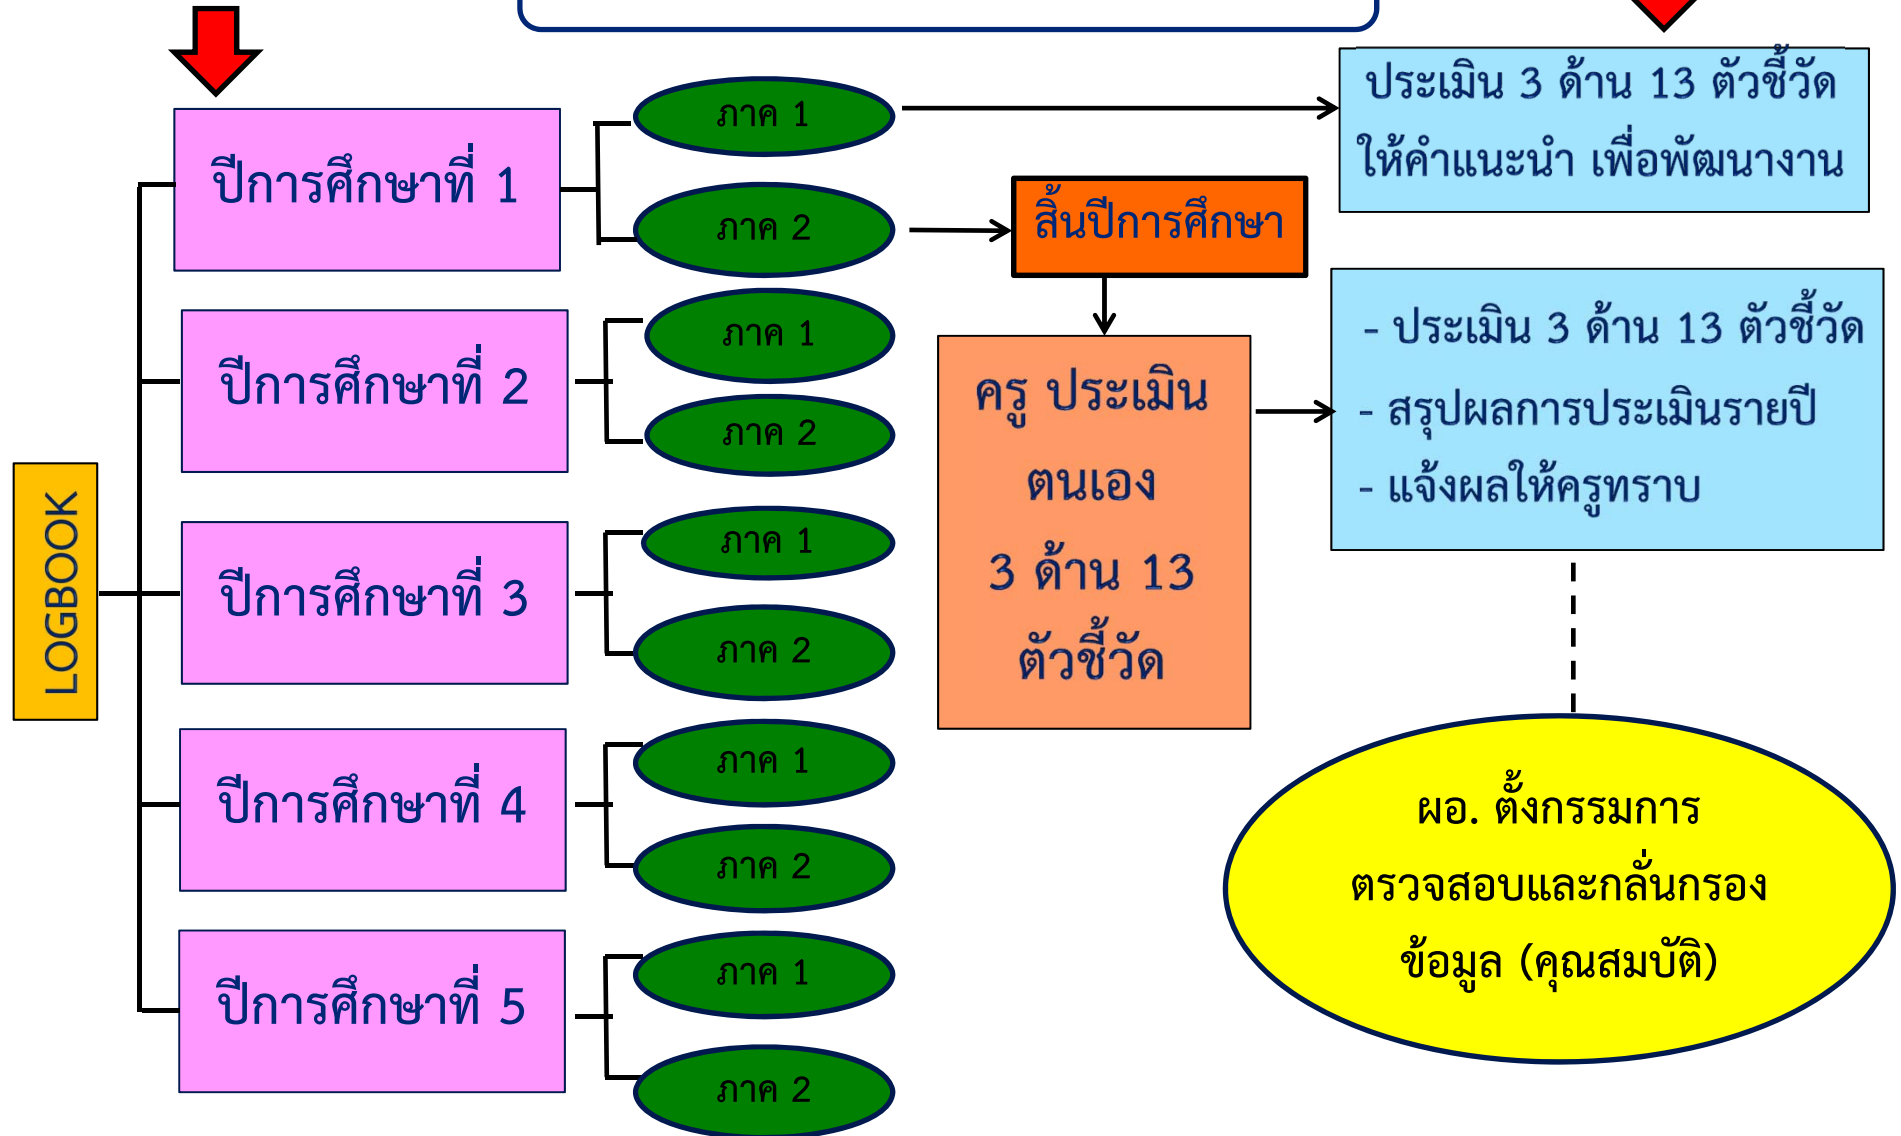 LOGBOOK
ปีการศึกษาที่ 1
ภาค 1
ภาค 2
ปีการศึกษาที่ 2
ภาค 1
ภาค 2
ปีการศึกษาที่ 3
ภาค 1
ภาค 2
ปีการศึกษาที่ 4
ภาค 1
ภาค 2
ปีการศึกษาที่ 5
ภาค 1
ภาค 2
ประเมิน 3 ด้าน 13 ตัวชี้วัด
ให้คำแนะนำ เพื่อพัฒนางาน
สิ้นปีการศึกษา
ครู ประเมิน
ตนเอง
3 ด้าน 13
ตัวชี้วัด
- ประเมิน 3 ด้าน 13 ตัวชี้วัด
- สรุปผลการประเมินรายปี
- แจ้งผลให้ครูทราบ
ผอ. ตั้งกรรมการ
ตรวจสอบและกลั่นกรอง
ข้อมูล (คุณสมบัติ)